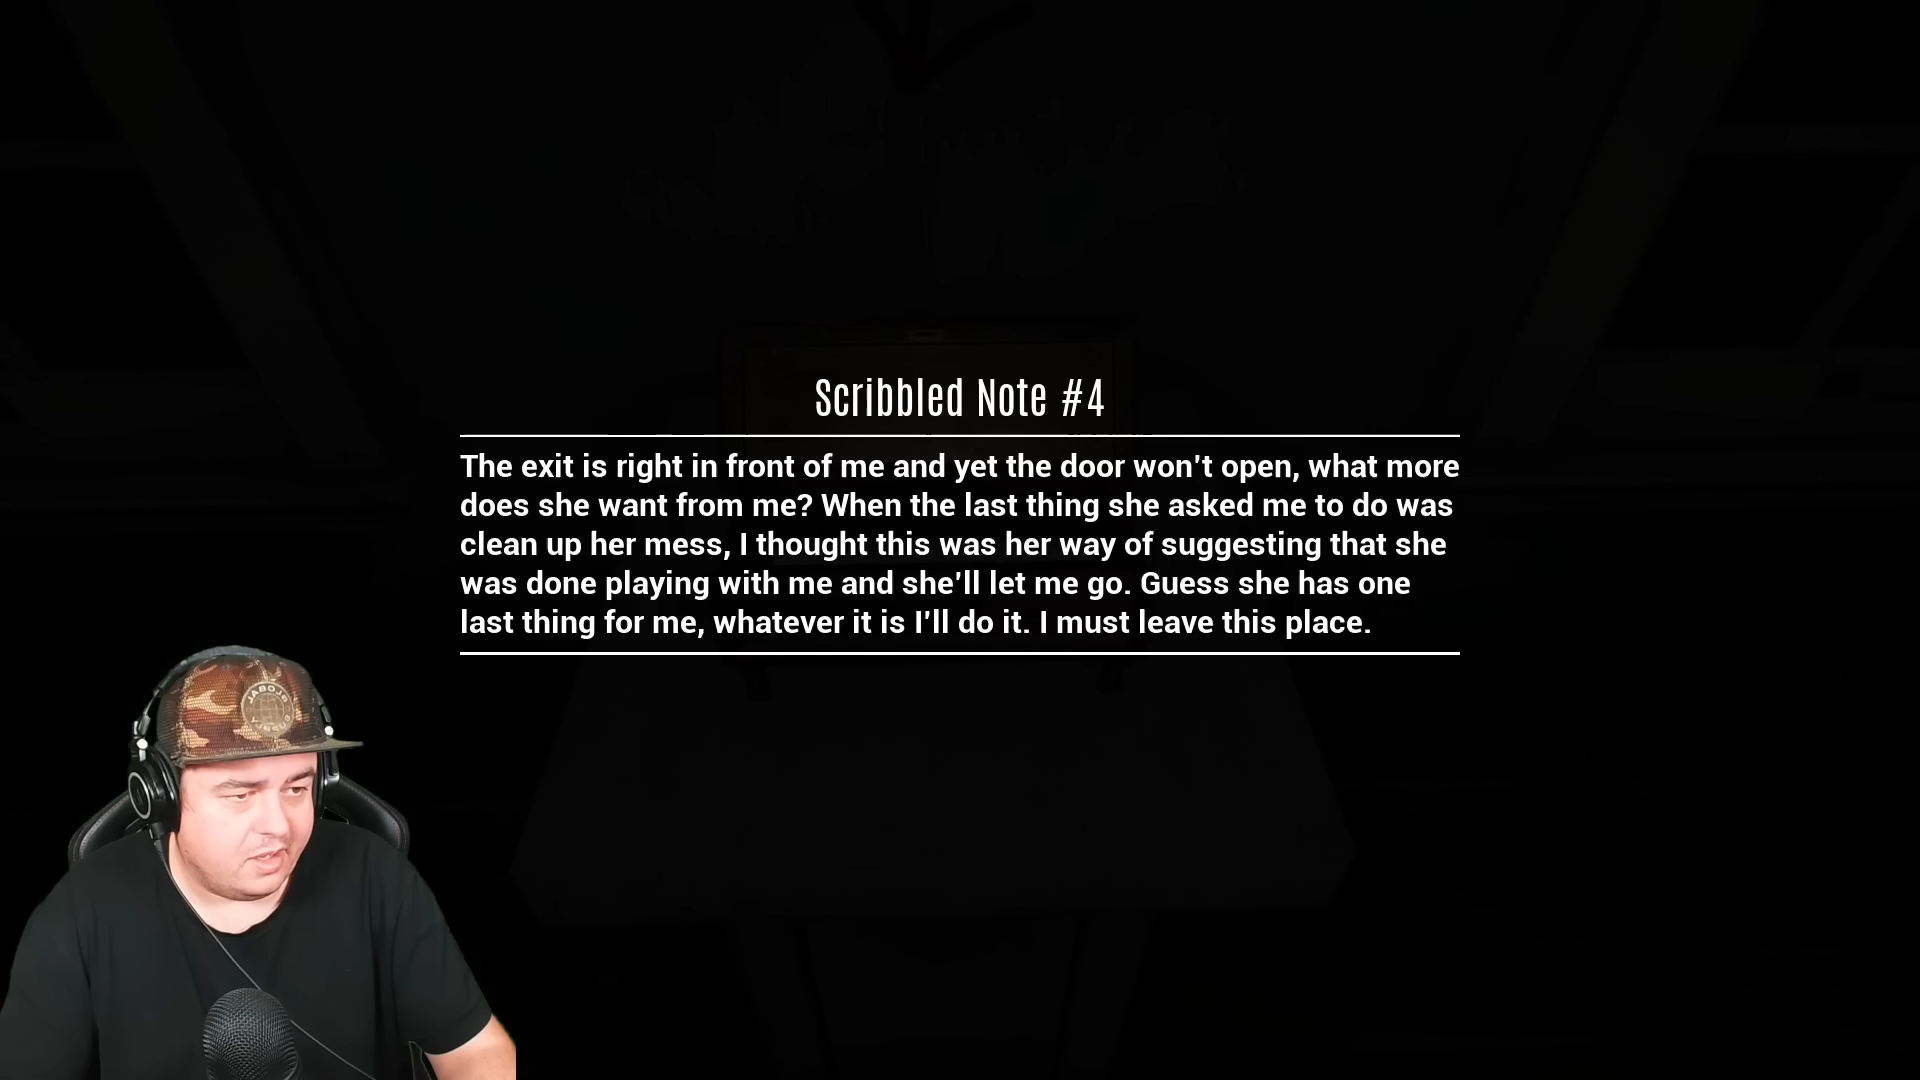 Scribbled Note #4
The exit is right in front of me and yet the door won't open, what more
does she want from me? When the last thing she asked me to do was
clean up her mess, I thought this was her way of suggesting that she
was done playing with me and she'll let me go. Guess she has one
last thing for me, whatever it is I'll do it. I must leave this place.